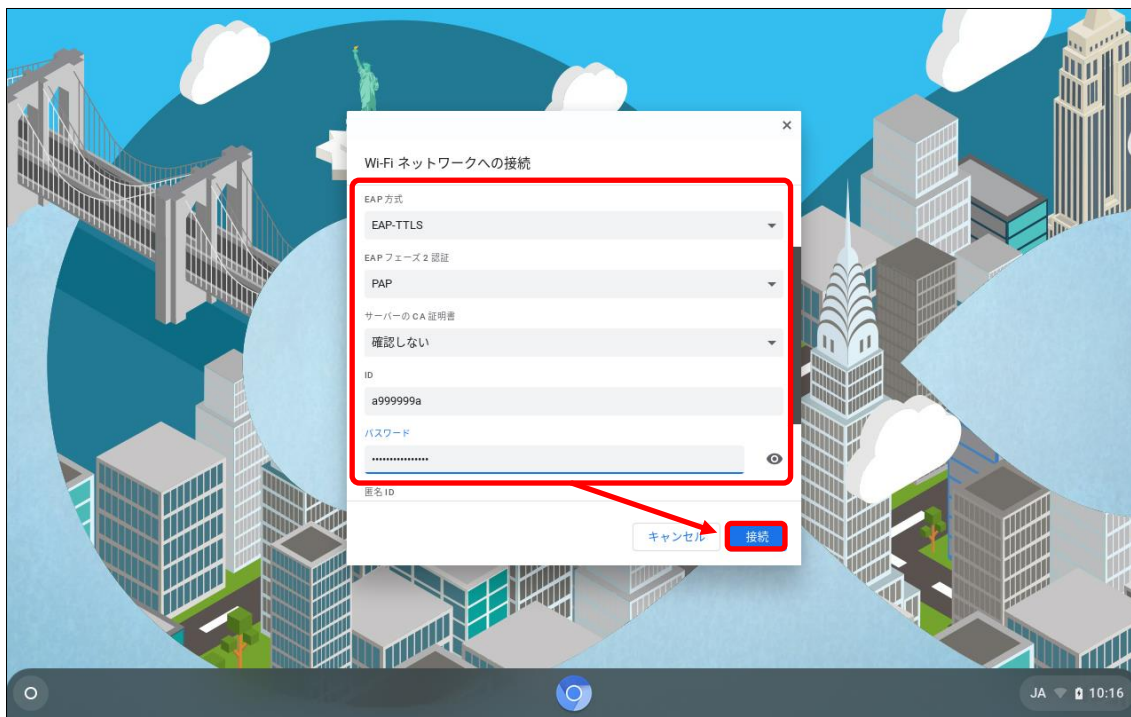 ×
Wi-Fi ネットワークへの接続
EAP 方式
EAP-TTLS
EAP フェーズ 2 認証
PAP
サーバーの CA 証明書
確認しない
ID
a999999a
パスワード
••••••••••••••••
匿名 ID
キャンセル 接続
JA 10:16